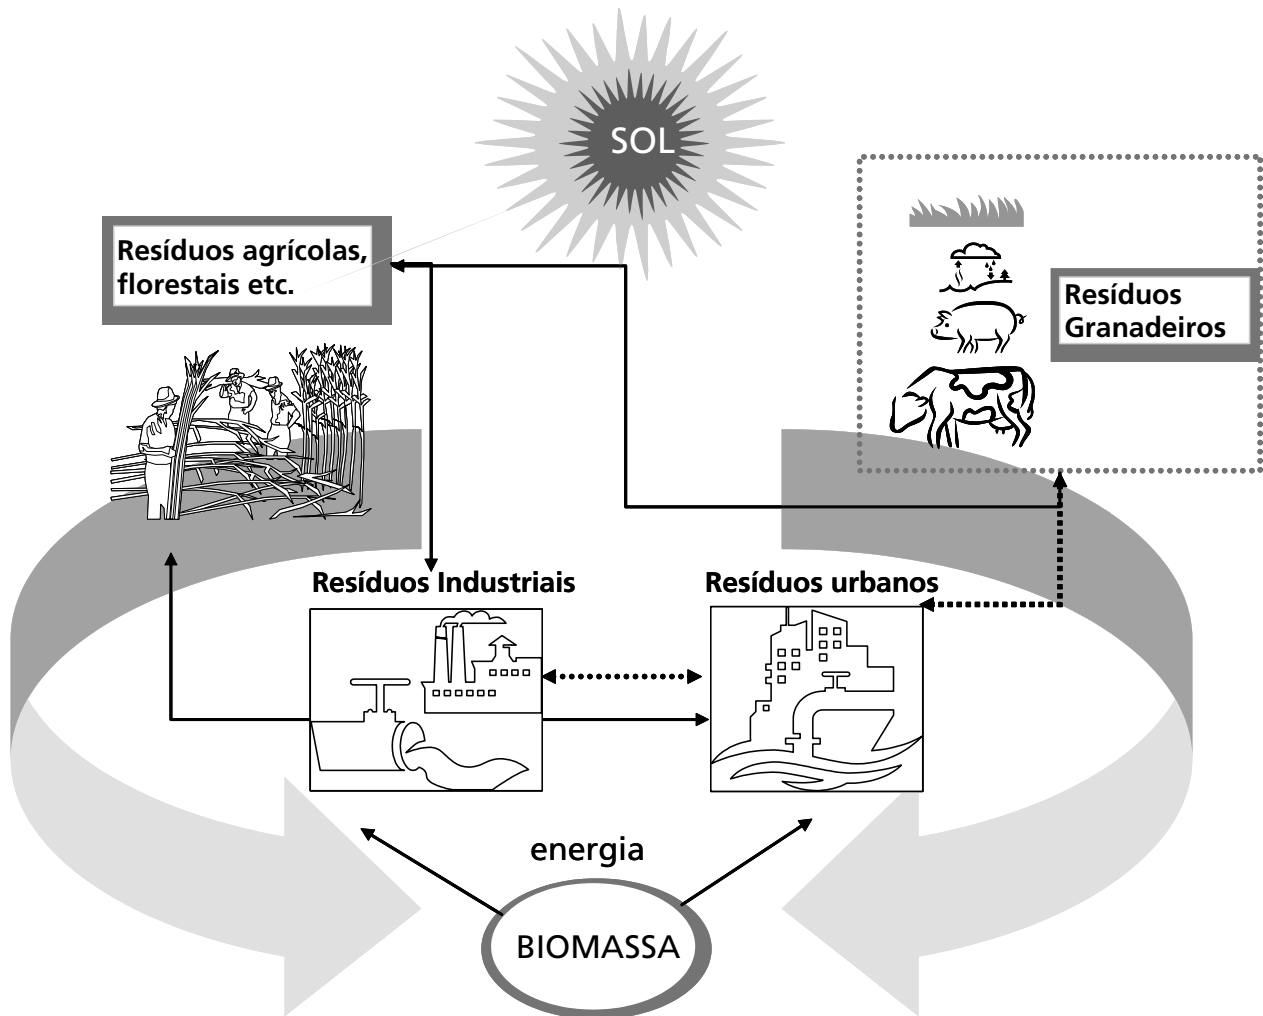 SOL
Resíduos agrícolas,
florestais etc.
Resíduos
Granadeiros
Resíduos Industriais
Resíduos urbanos
energia
BIOMASSA